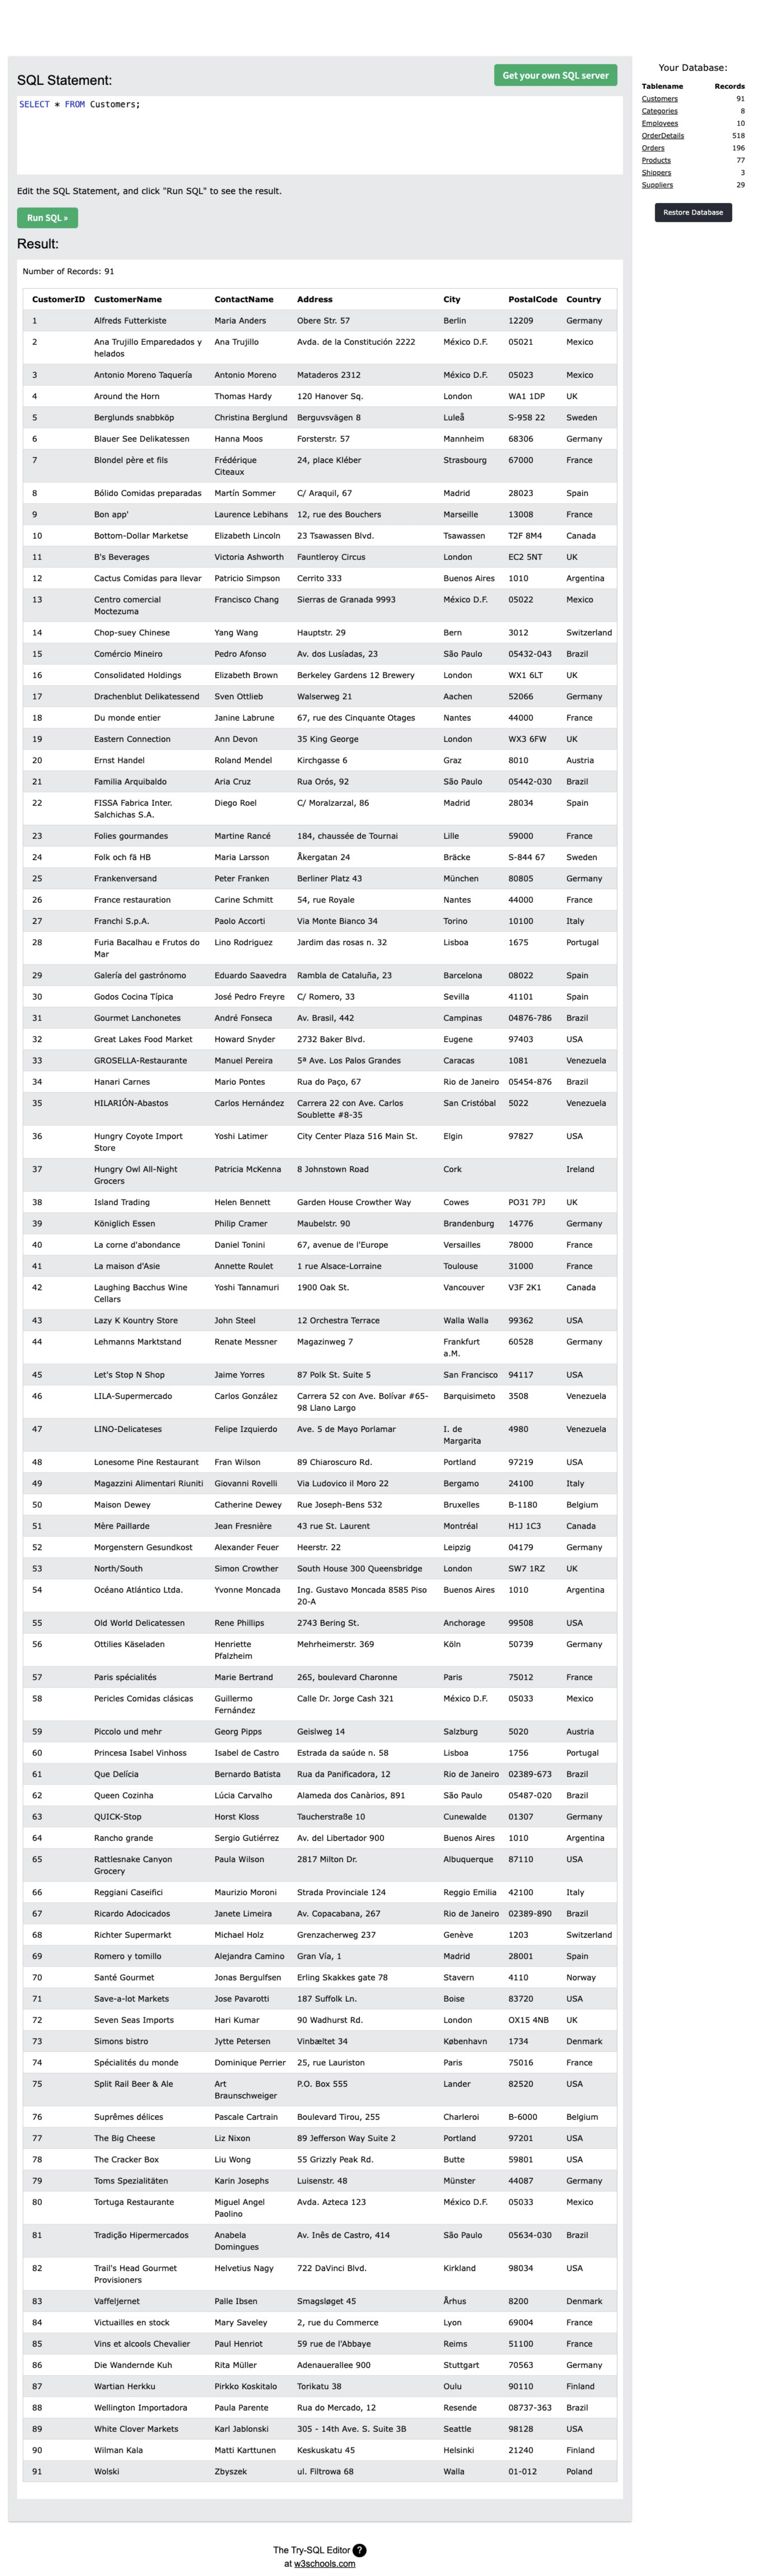 SQL Statement:
Get your own SQL server
SELECT * FROM Customers;
Edit the SQL Statement, and click "Run SQL" to see the result.
Run SQL »
Result:
Number of Records: 91
CustomerID CustomerName ContactName Address City PostalCode Country
1 Alfreds Futterkiste Maria Anders Obere Str. 57 Berlin 12209 Germany
2 Ana Trujillo Emparedados y helados Ana Trujillo Avda. de la Constitución 2222 México D.F. 05021 Mexico
3 Antonio Moreno Taquería Antonio Moreno Mataderos 2312 México D.F. 05023 Mexico
4 Around the Horn Thomas Hardy 120 Hanover Sq. London WA1 1DP UK
5 Berglunds snabbköp Christina Berglund Berguvsvägen 8 Luleå S-958 22 Sweden
6 Blauer See Delikatessen Hanna Moos Forsterstr. 57 Mannheim 68306 Germany
7 Blondel père et fils Frédérique Citeaux 24, place Kléber Strasbourg 67000 France
8 Bólido Comidas preparadas Martín Sommer C/ Araquil, 67 Madrid 28023 Spain
9 Bon app' Laurence Lebihans 12, rue des Bouchers Marseille 13008 France
10 Bottom-Dollar Marketse Elizabeth Lincoln 23 Tsawassen Blvd. Tsawassen T2F 8M4 Canada
11 B's Beverages Victoria Ashworth Fauntleroy Circus London EC2 5NT UK
12 Cactus Comidas para llevar Patricio Simpson Cerrito 333 Buenos Aires 1010 Argentina
13 Centro comercial Moctezuma Francisco Chang Sierras de Granada 9993 México D.F. 05022 Mexico
14 Chop-suey Chinese Yang Wang Hauptstr. 29 Bern 3012 Switzerland
15 Comércio Mineiro Pedro Afonso Av. dos Lusíadas, 23 São Paulo 05432-043 Brazil
16 Consolidated Holdings Elizabeth Brown Berkeley Gardens 12 Brewery London WX1 6LT UK
17 Drachenblut Delikatessend Sven Ottlieb Walserweg 21 Aachen 52066 Germany
18 Du monde entier Janine Labrune 67, rue des Cinquante Otages Nantes 44000 France
19 Eastern Connection Ann Devon 35 King George London WX3 6FW UK
20 Ernst Handel Roland Mendel Kirchgasse 6 Graz 8010 Austria
21 Familia Arquibaldo Aria Cruz Rua Orós, 92 São Paulo 05442-030 Brazil
22 FISSA Fabrica Inter. Salchichas S.A. Diego Roel C/ Moralzarzal, 86 Madrid 28034 Spain
23 Folies gourmandes Martine Rancé 184, chaussée de Tournai Lille 59000 France
24 Folk och fä HB Maria Larsson Åkergatan 24 Bräcke S-844 67 Sweden
25 Frankenversand Peter Franken Berliner Platz 43 München 80805 Germany
26 France restauration Carine Schmitt 54, rue Royale Nantes 44000 France
27 Franchi S.p.A. Paolo Accorti Via Monte Bianco 34 Torino 10100 Italy
28 Furia Bacalhau e Frutos do Mar Lino Rodriguez Jardim das rosas n. 32 Lisboa 1675 Portugal
29 Galería del gastrónomo Eduardo Saavedra Rambla de Cataluña, 23 Barcelona 08022 Spain
30 Godos Cocina Típica José Pedro Freyre C/ Romero, 33 Sevilla 41101 Spain
31 Gourmet Lanchonetes André Fonseca Av. Brasil, 442 Campinas 04876-786 Brazil
32 Great Lakes Food Market Howard Snyder 2732 Baker Blvd. Eugene 97403 USA
33 GROSELLA-Restaurante Manuel Pereira 5ª Ave. Los Palos Grandes Caracas 1081 Venezuela
34 Hanari Carnes Mario Pontes Rua do Paço, 67 Rio de Janeiro 05454-876 Brazil
35 HILARIÓN-Abastos Carlos Hernández Carrera 22 con Ave. Carlos Soublette #8-35 San Cristóbal 5022 Venezuela
36 Hungry Coyote Import Store Yoshi Latimer City Center Plaza 516 Main St. Elgin 97827 USA
37 Hungry Owl All-Night Grocers Patricia McKenna 8 Johnstown Road Cork Ireland
38 Island Trading Helen Bennett Garden House Crowther Way Cowes PO31 7PJ UK
39 Königlich Essen Philip Cramer Maubelstr. 90 Brandenburg 14776 Germany
40 La corne d'abondance Daniel Tonini 67, avenue de l'Europe Versailles 78000 France
41 La maison d'Asie Annette Roulet 1 rue Alsace-Lorraine Toulouse 31000 France
42 Laughing Bacchus Wine Cellars Yoshi Tannamuri 1900 Oak St. Vancouver V3F 2K1 Canada
43 Lazy K Kountry Store John Steel 12 Orchestra Terrace Walla Walla 99362 USA
44 Lehmanns Marktstand Renate Messner Magazinweg 7 Frankfurt a.M. 60528 Germany
45 Let's Stop N Shop Jaime Yorres 87 Polk St. Suite 5 San Francisco 94117 USA
46 LILA-Supermercado Carlos González Carrera 52 con Ave. Bolívar #65-98 Llano Largo Barquisimeto 3508 Venezuela
47 LINO-Delicateses Felipe Izquierdo Ave. 5 de Mayo Porlamar I. de Margarita 4980 Venezuela
48 Lonesome Pine Restaurant Fran Wilson 89 Chiaroscuro Rd. Portland 97219 USA
49 Magazzini Alimentari Riuniti Giovanni Rovelli Via Ludovico il Moro 22 Bergamo 24100 Italy
50 Maison Dewey Catherine Dewey Rue Joseph-Bens 532 Bruxelles B-1180 Belgium
51 Mère Paillarde Jean Fresnière 43 rue St. Laurent Montréal H1J 1C3 Canada
52 Morgenstern Gesundkost Alexander Feuer Heerstr. 22 Leipzig 04179 Germany
53 North/South Simon Crowther South House 300 Queensbridge London SW7 1RZ UK
54 Océano Atlántico Ltda. Yvonne Moncada Ing. Gustavo Moncada 8585 Piso 20-A Buenos Aires 1010 Argentina
55 Old World Delicatessen Rene Phillips 2743 Bering St. Anchorage 99508 USA
56 Ottilies Käseladen Henriette Pfalzheim Mehrheimerstr. 369 Köln 50739 Germany
57 Paris spécialités Marie Bertrand 265, boulevard Charonne Paris 75012 France
58 Pericles Comidas clásicas Guillermo Fernández Calle Dr. Jorge Cash 321 México D.F. 05033 Mexico
59 Piccolo und mehr Georg Pipps Geislweg 14 Salzburg 5020 Austria
60 Princesa Isabel Vinhoss Isabel de Castro Estrada da saúde n. 58 Lisboa 1756 Portugal
61 Que Delícia Bernardo Batista Rua da Panificadora, 12 Rio de Janeiro 02389-673 Brazil
62 Queen Cozinha Lúcia Carvalho Alameda dos Canàrios, 891 São Paulo 05487-020 Brazil
63 QUICK-Stop Horst Kloss Taucherstraße 10 Cunewalde 01307 Germany
64 Rancho grande Sergio Gutiérrez Av. del Libertador 900 Buenos Aires 1010 Argentina
65 Rattlesnake Canyon Grocery Paula Wilson 2817 Milton Dr. Albuquerque 87110 USA
66 Reggiani Caseifici Maurizio Moroni Strada Provinciale 124 Reggio Emilia 42100 Italy
67 Ricardo Adocicados Janete Limeira Av. Copacabana, 267 Rio de Janeiro 02389-890 Brazil
68 Richter Supermarkt Michael Holz Grenzacherweg 237 Genève 1203 Switzerland
69 Romero y tomillo Alejandra Camino Gran Vía, 1 Madrid 28001 Spain
70 Santé Gourmet Jonas Bergulfsen Erling Skakkes gate 78 Stavern 4110 Norway
71 Save-a-lot Markets Jose Pavarotti 187 Suffolk Ln. Boise 83720 USA
72 Seven Seas Imports Hari Kumar 90 Wadhurst Rd. London OX15 4NB UK
73 Simons bistro Jytte Petersen Vinbæltet 34 København 1734 Denmark
74 Spécialités du monde Dominique Perrier 25, rue Lauriston Paris 75016 France
75 Split Rail Beer & Ale Art Braunschweiger P.O. Box 555 Lander 82520 USA
76 Suprêmes délices Pascale Cartrain Boulevard Tirou, 255 Charleroi B-6000 Belgium
77 The Big Cheese Liz Nixon 89 Jefferson Way Suite 2 Portland 97201 USA
78 The Cracker Box Liu Wong 55 Grizzly Peak Rd. Butte 59801 USA
79 Toms Spezialitäten Karin Josephs Luisenstr. 48 Münster 44087 Germany
80 Tortuga Restaurante Miguel Angel Paolino Avda. Azteca 123 México D.F. 05033 Mexico
81 Tradição Hipermercados Anabela Domingues Av. Inês de Castro, 414 São Paulo 05634-030 Brazil
82 Trail's Head Gourmet Provisioners Helvetius Nagy 722 DaVinci Blvd. Kirkland 98034 USA
83 Vaffeljernet Palle Ibsen Smagsløget 45 Århus 8200 Denmark
84 Victuailles en stock Mary Saveley 2, rue du Commerce Lyon 69004 France
85 Vins et alcools Chevalier Paul Henriot 59 rue de l'Abbaye Reims 51100 France
86 Die Wandernde Kuh Rita Müller Adenauerallee 900 Stuttgart 70563 Germany
87 Wartian Herkku Pirkko Koskitalo Torikatu 38 Oulu 90110 Finland
88 Wellington Importadora Paula Parente Rua do Mercado, 12 Resende 08737-363 Brazil
89 White Clover Markets Karl Jablonski 305 - 14th Ave. S. Suite 3B Seattle 98128 USA
90 Wilman Kala Matti Karttunen Keskuskatu 45 Helsinki 21240 Finland
91 Wolski Zbyszek ul. Filtrowa 68 Walla 01-012 Poland
Your Database:
Tablename Records
Customers 91
Categories 8
Employees 10
OrderDetails 518
Orders 196
Products 77
Shippers 3
Suppliers 29
Restore Database
The Try-SQL Editor ?
at w3schools.com